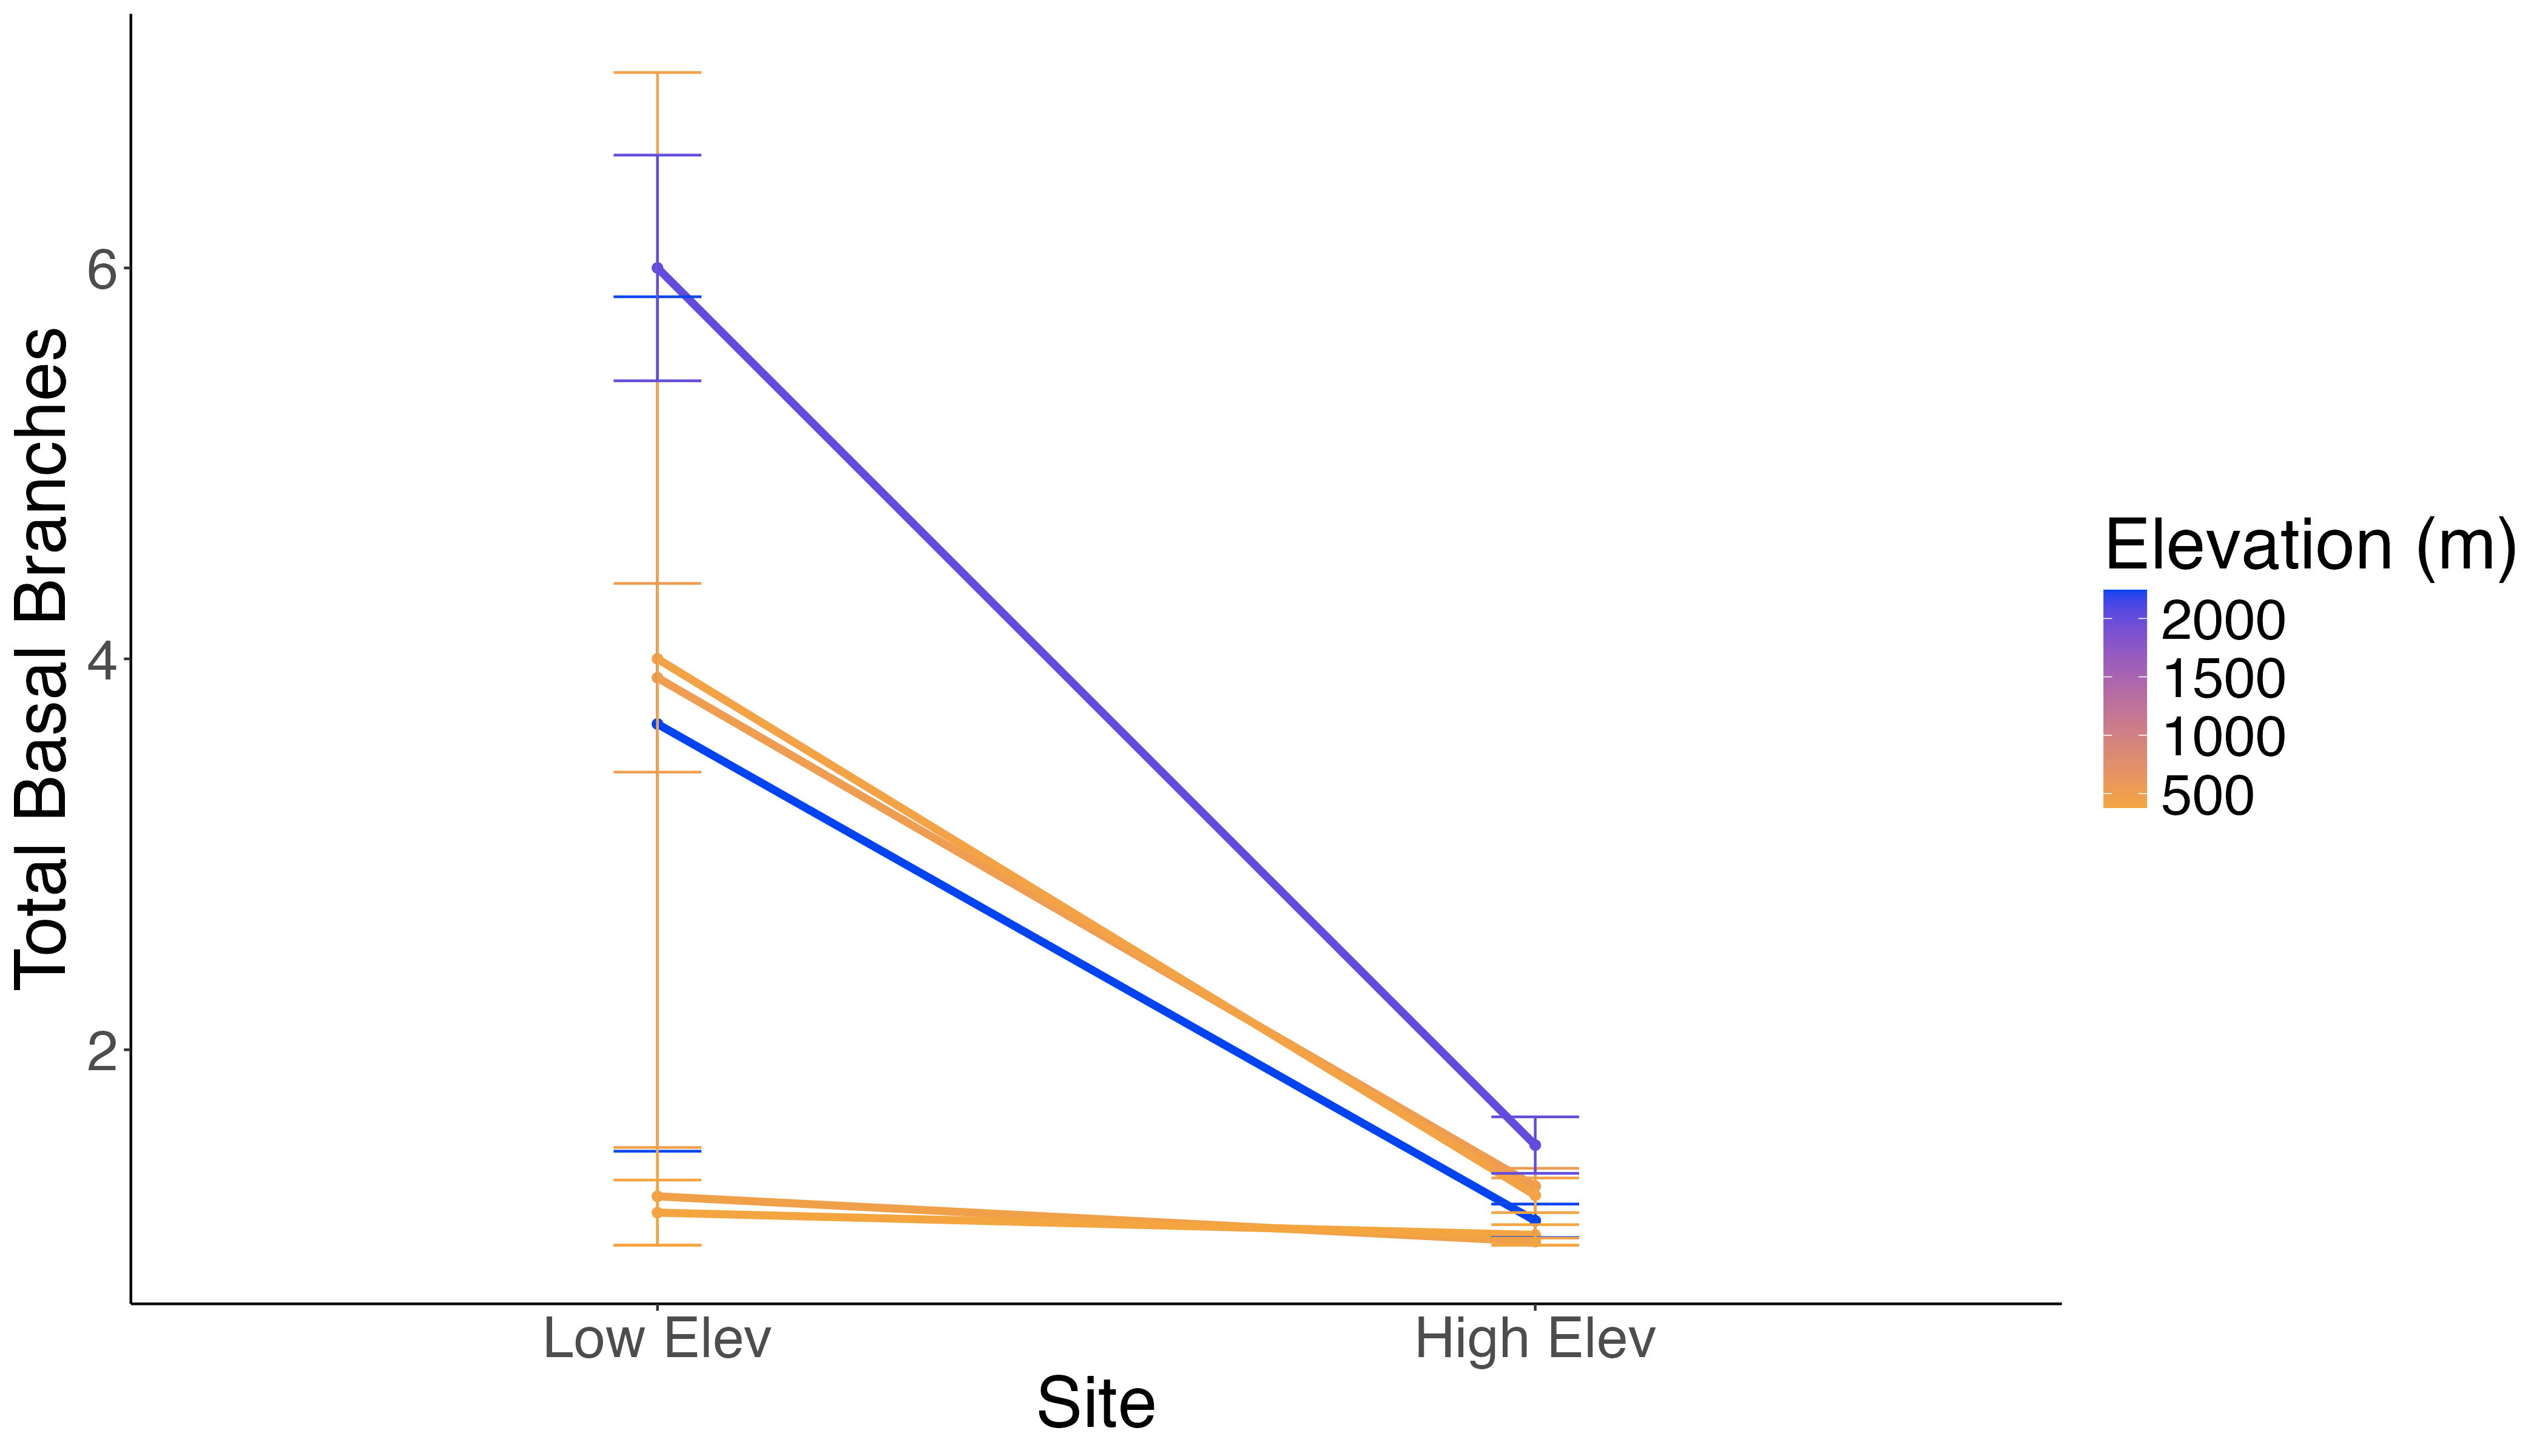 Total Basal Branches
6
4
2
Low Elev
High Elev
Site
Elevation (m)
2000
1500
1000
500